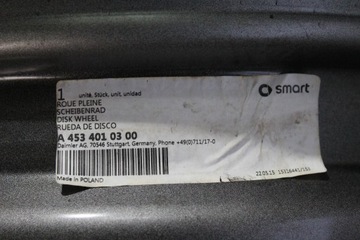 1 unité, Stück, unit, unidad
smart
ROUE PLEINE
SCHEIBENRAD
DISK WHEEL
RUEDA DE DISCO
A 453 401 03 00
Daimler AG, 70546 Stuttgart, Germany, Phone +49(0)711/17-0
Made in POLAND